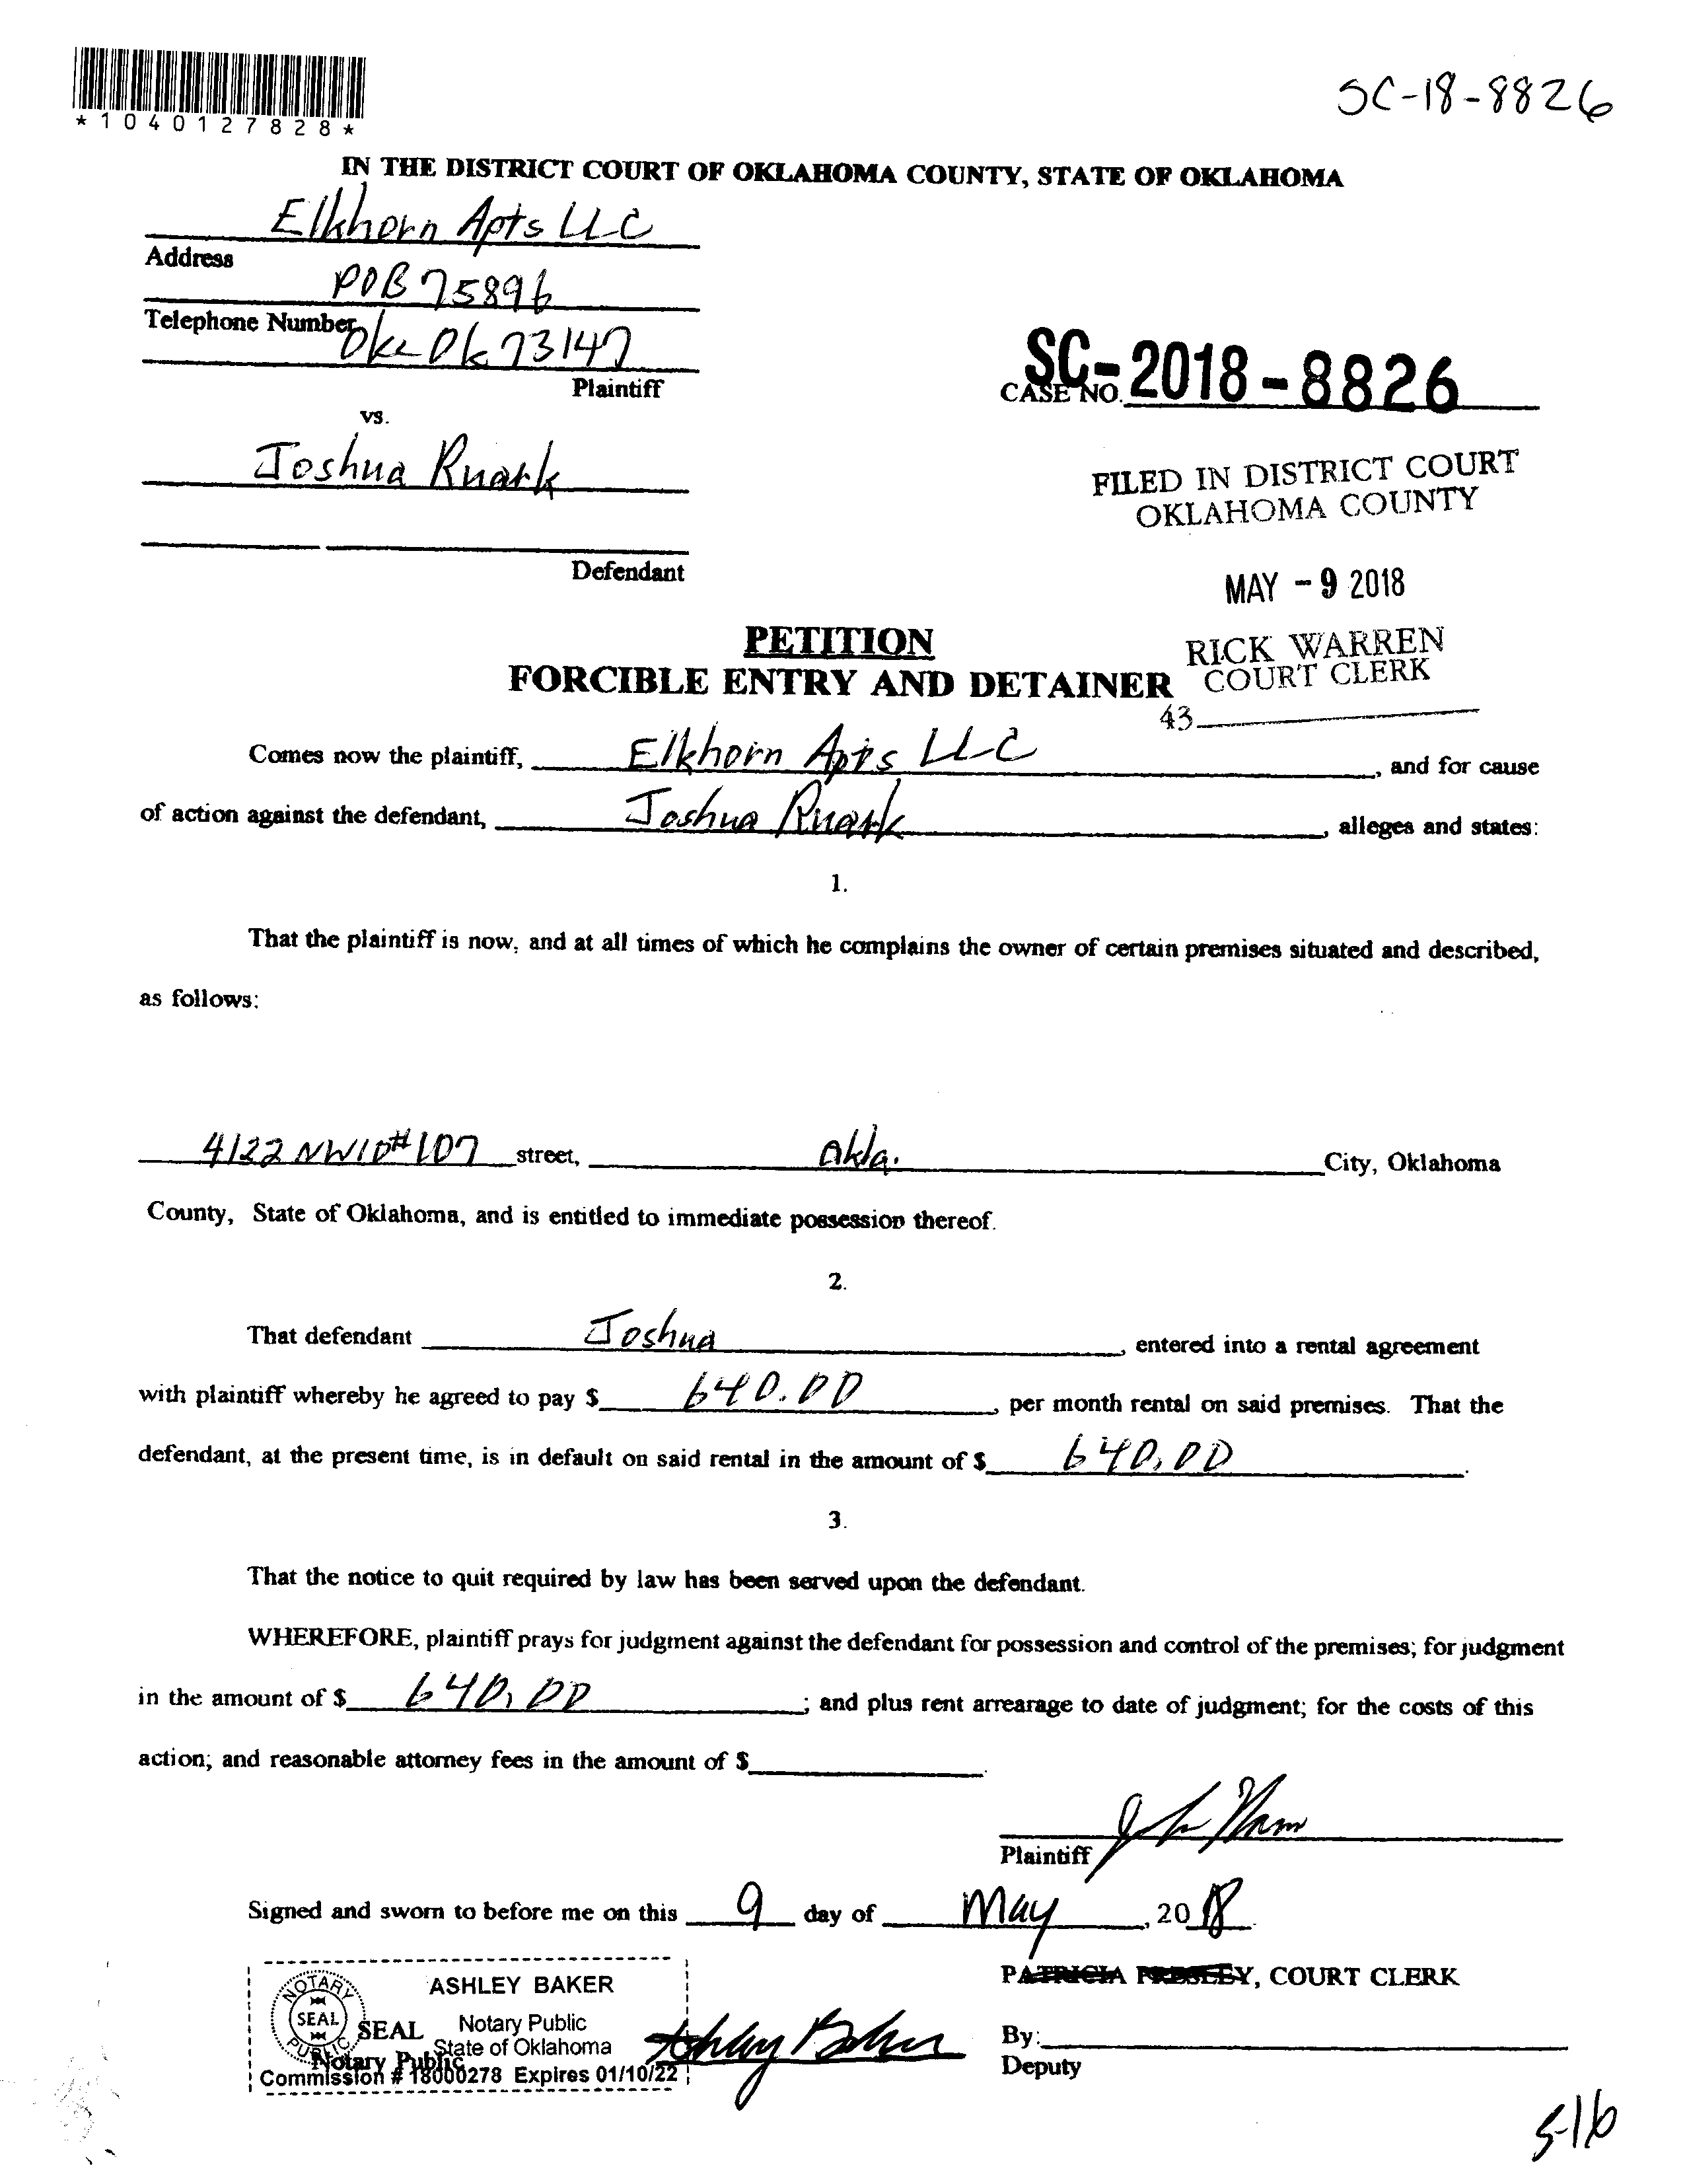 *1040127828*
SC-18-8826
IN THE DISTRICT COURT OF OKLAHOMA COUNTY, STATE OF OKLAHOMA
Elkhorn Apts LLC
Address
POB 75896
Telephone Number
Okc Ok 73147
Plaintiff
CASE NO. SC-2018-8826
vs.
Joshua Ruark
FILED IN DISTRICT COURT
OKLAHOMA COUNTY
Defendant
MAY -9 2018
PETITION
RICK WARREN
FORCIBLE ENTRY AND DETAINER
COURT CLERK
43
Comes now the plaintiff, Elkhorn Apts LLC, and for cause
of action against the defendant, Joshua Ruark, alleges and states:
1.
That the plaintiff is now, and at all times of which he complains the owner of certain premises situated and described,
as follows:
4122 NW10 #107 street, Okla. City, Oklahoma
County, State of Oklahoma, and is entitled to immediate possession thereof.
2.
That defendant Joshua, entered into a rental agreement
with plaintiff whereby he agreed to pay $ 640.00, per month rental on said premises. That the
defendant, at the present time, is in default on said rental in the amount of $ 640.00.
3.
That the notice to quit required by law has been served upon the defendant.
WHEREFORE, plaintiff prays for judgment against the defendant for possession and control of the premises; for judgment
in the amount of $ 640.00; and plus rent arrearage to date of judgment; for the costs of this
action; and reasonable attorney fees in the amount of $.
Plaintiff
Signed and sworn to before me on this 9 day of May, 2018.
PATRICIA PRESLEY, COURT CLERK
NOTARY PUBLIC SEAL
ASHLEY BAKER
SEAL Notary Public
State of Oklahoma
Notary Public
Commission # 18000278 Expires 01/10/22
Ashley Baker
By:
Deputy
5-16